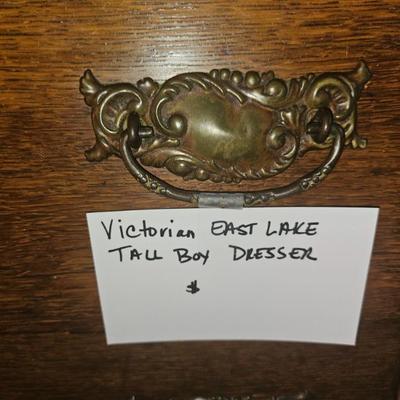 Victorian EAST LAKE
TALL BOY DRESSER
$